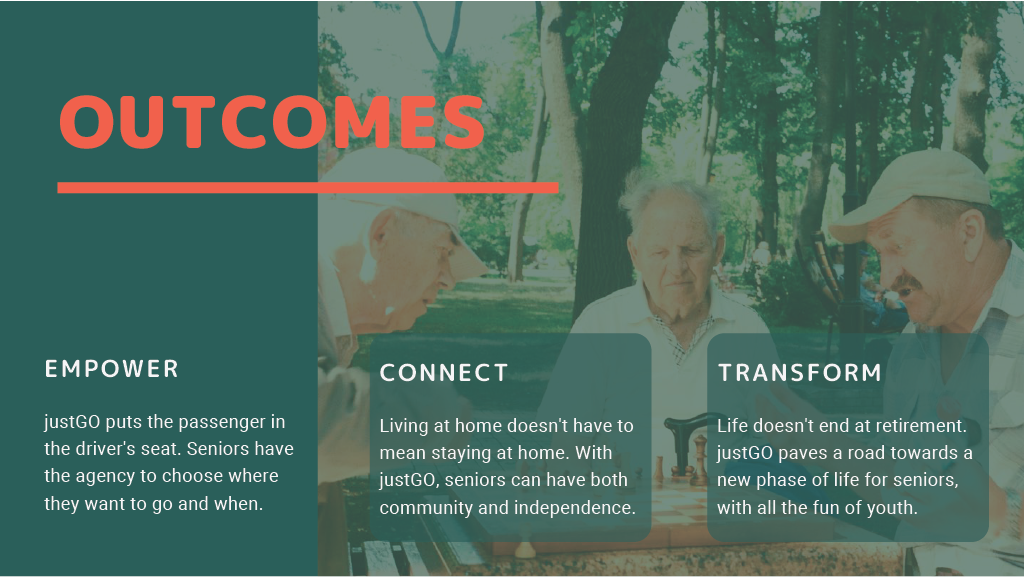 OUTCOMES
EMPOWER
justGO puts the passenger in
the driver's seat. Seniors have
the agency to choose where
they want to go and when.
CONNECT
Living at home doesn't have to
mean staying at home. With
justGO, seniors can have both
community and independence.
TRANSFORM
Life doesn't end at retirement.
justGO paves a road towards a
new phase of life for seniors,
with all the fun of youth.